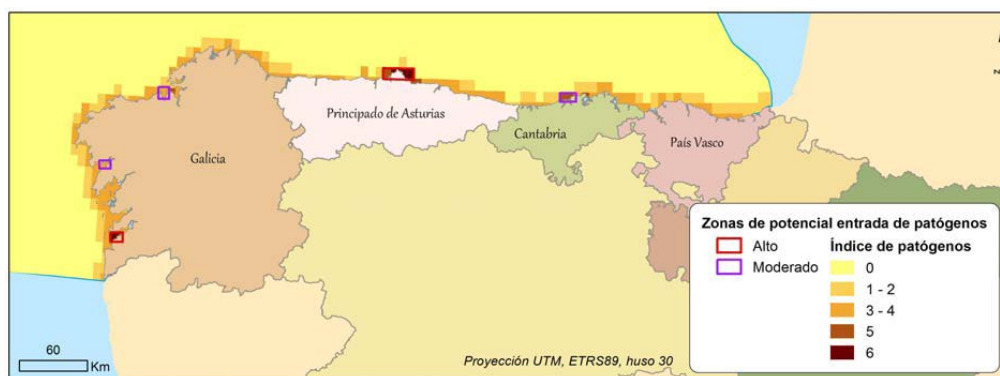 Principado de Asturias
Cantabria
País Vasco
Galicia
Zonas de potencial entrada de patógenos
Alto
Moderado
Índice de patógenos
0
1 - 2
3 - 4
5
6
60
Km
Proyección UTM, ETRS89, huso 30